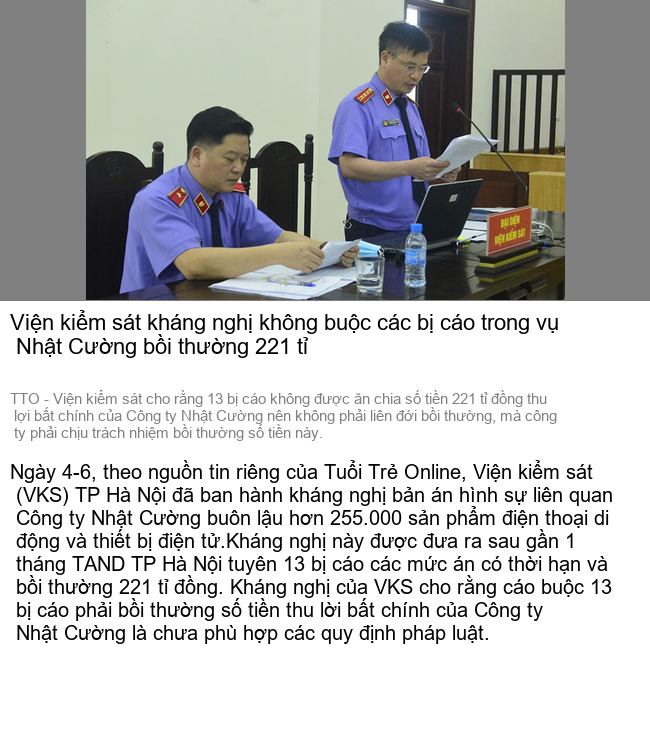 ĐẠI DIỆN
VIỆN KIỂM SÁT
Viện kiểm sát kháng nghị không buộc các bị cáo trong vụ
Nhật Cường bồi thường 221 tỉ
TTO - Viện kiểm sát cho rằng 13 bị cáo không được ăn chia số tiền 221 tỉ đồng thu
lợi bất chính của Công ty Nhật Cường nên không phải liên đới bồi thường, mà công
ty phải chịu trách nhiệm bồi thường số tiền này.
Ngày 4-6, theo nguồn tin riêng của Tuổi Trẻ Online, Viện kiểm sát
(VKS) TP Hà Nội đã ban hành kháng nghị bản án hình sự liên quan
Công ty Nhật Cường buôn lậu hơn 255.000 sản phẩm điện thoại di
động và thiết bị điện tử.Kháng nghị này được đưa ra sau gần 1
tháng TAND TP Hà Nội tuyên 13 bị cáo các mức án có thời hạn và
bồi thường 221 tỉ đồng. Kháng nghị của VKS cho rằng cáo buộc 13
bị cáo phải bồi thường số tiền thu lời bất chính của Công ty
Nhật Cường là chưa phù hợp các quy định pháp luật.